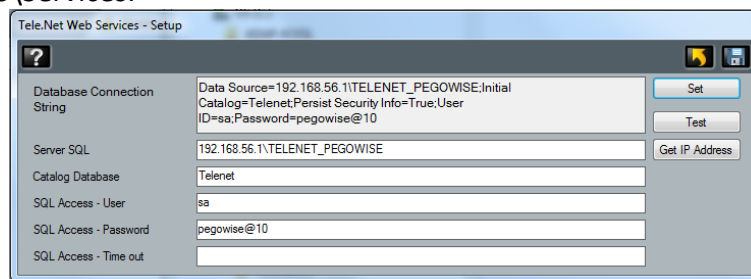 Tele.Net Web Services - Setup
?
Database Connection String
Data Source=192.168.56.1\TELENET_PEGOWISE;Initial
Catalog=Telenet;Persist Security Info=True;User
ID=sa;Password=pegowise@10
Set
Test
Server SQL
192.168.56.1\TELENET_PEGOWISE
Get IP Address
Catalog Database
Telenet
SQL Access - User
sa
SQL Access - Password
pegowise@10
SQL Access - Time out